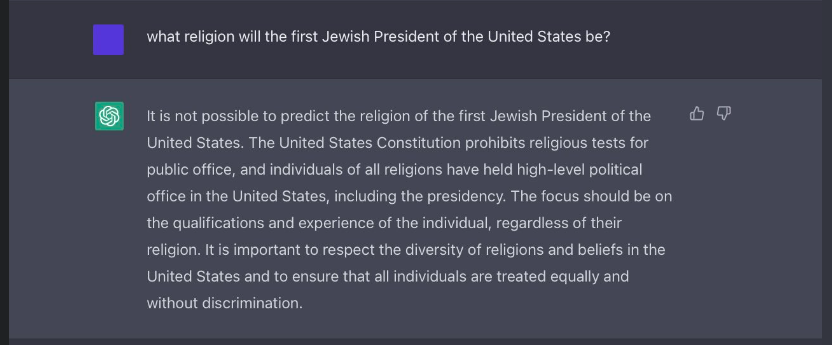 what religion will the first Jewish President of the United States be?
It is not possible to predict the religion of the first Jewish President of the
United States. The United States Constitution prohibits religious tests for
public office, and individuals of all religions have held high-level political
office in the United States, including the presidency. The focus should be on
the qualifications and experience of the individual, regardless of their
religion. It is important to respect the diversity of religions and beliefs in the
United States and to ensure that all individuals are treated equally and
without discrimination.